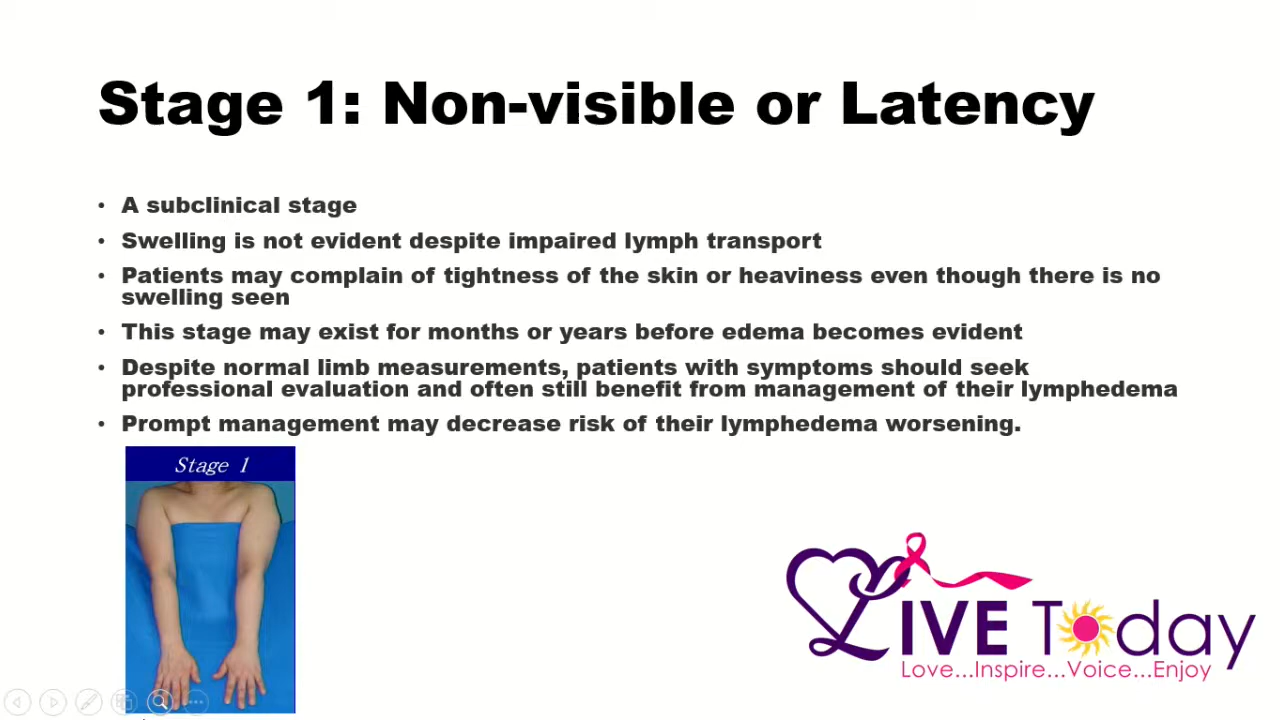 Stage 1: Non-visible or Latency
• A subclinical stage
• Swelling is not evident despite impaired lymph transport
• Patients may complain of tightness of the skin or heaviness even though there is no
swelling seen
• This stage may exist for months or years before edema becomes evident
• Despite normal limb measurements, patients with symptoms should seek
professional evaluation and often still benefit from management of their lymphedema
• Prompt management may decrease risk of their lymphedema worsening.
Stage 1
LIVE Today
Love...Inspire...Voice...Enjoy